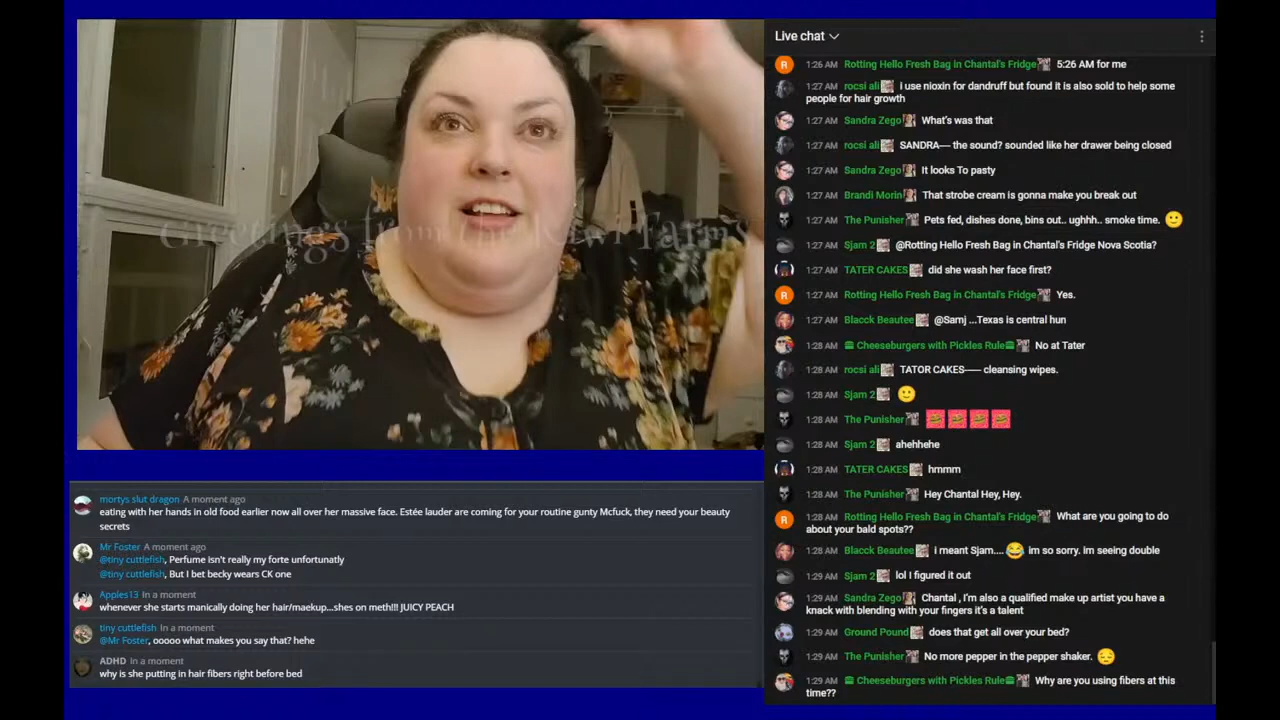 Greetings from the Kiwi Farms
Live chat
1:26 AM Rotting Hello Fresh Bag in Chantal's Fridge 5:26 AM for me
1:27 AM rocsi ali I use nioxin for dandruff but found it is also sold to help some
people for hair growth
1:27 AM Sandra Zego What's was that
1:27 AM rocsi ali SANDRA— the sound? sounded like her drawer being closed
1:27 AM Sandra Zego It looks To pasty
1:27 AM Brandi Morin That strobe cream is gonna make you break out
1:27 AM The Punisher Pets fed, dishes done, bins out.. ughhh.. smoke time. 🙂
1:27 AM Sjam 2 @Rotting Hello Fresh Bag in Chantal's Fridge Nova Scotia?
1:27 AM TATER CAKES did she wash her face first?
1:27 AM Rotting Hello Fresh Bag in Chantal's Fridge Yes.
1:27 AM Blacck Beautee @Samj ...Texas is central hun
1:28 AM 🍔 Cheeseburgers with Pickles Rule🍔 No at Tater
1:28 AM rocsi ali TATOR CAKES—— cleansing wipes.
1:28 AM Sjam 2 🙂
1:28 AM The Punisher
1:28 AM Sjam 2 ahehhehe
1:28 AM TATER CAKES hmmm
1:28 AM The Punisher Hey Chantal Hey, Hey.
1:28 AM Rotting Hello Fresh Bag in Chantal's Fridge What are you going to do
about your bald spots??
1:28 AM Blacck Beautee i meant Sjam.... 😂 im so sorry. im seeing double
1:29 AM Sjam 2 lol I figured it out
1:29 AM Sandra Zego Chantal , I'm also a qualified make up artist you have a
knack with blending with your fingers it's a talent
1:29 AM Ground Pound does that get all over your bed?
1:29 AM The Punisher No more pepper in the pepper shaker. 😔
1:29 AM 🍔 Cheeseburgers with Pickles Rule🍔 Why are you using fibers at this
time??
mortys slut dragon A moment ago
eating with her hands in old food earlier now all over her massive face. Estée lauder are coming for your routine gunty Mcfuck, they need your beauty
secrets
Mr Foster A moment ago
@tiny cuttlefish, Perfume isn't really my forte unfortunatly
@tiny cuttlefish, But I bet becky wears CK one
Apples13 In a moment
whenever she starts manically doing her hair/maekup...shes on meth!!! JUICY PEACH
tiny cuttlefish In a moment
@Mr Foster, ooooo what makes you say that? hehe
ADHD In a moment
why is she putting in hair fibers right before bed